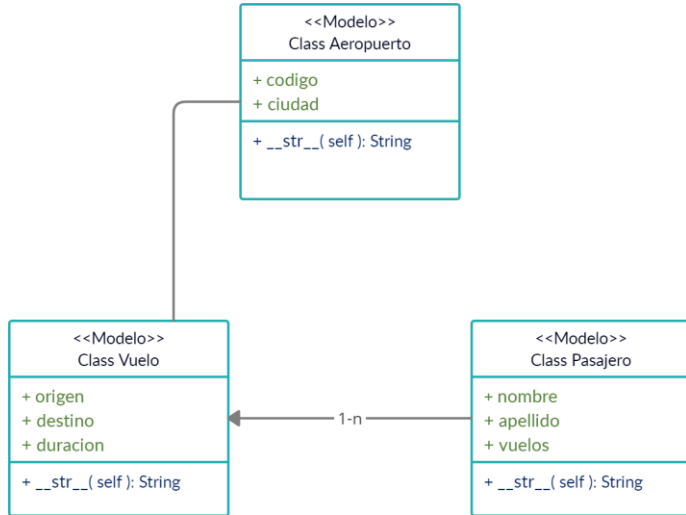 <<Modelo>>
Class Aeropuerto
+ codigo
+ ciudad
+ __str__( self ): String
<<Modelo>>
Class Vuelo
+ origen
+ destino
+ duracion
+ __str__( self ): String
1-n
<<Modelo>>
Class Pasajero
+ nombre
+ apellido
+ vuelos
+ __str__( self ): String